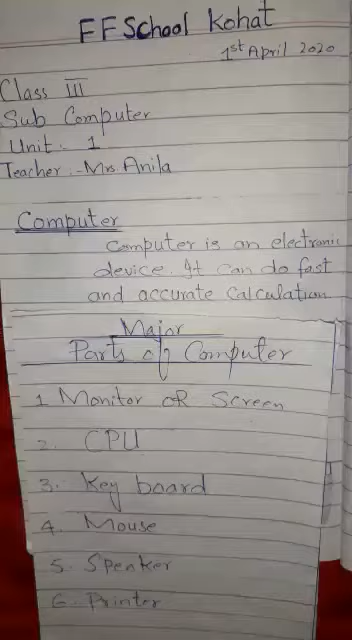 FF School Kohat
1st April 2020
Class III
Sub Computer
Unit. 1
Teacher:- Mrs. Anila
Computer
Computer is an electronic
device. It can do fast
and accurate calculation
Major
Parts of Computer
1 Monitor OR Screen
2. CPU
3. Key board
4. Mouse
5. Speaker
6. Printer